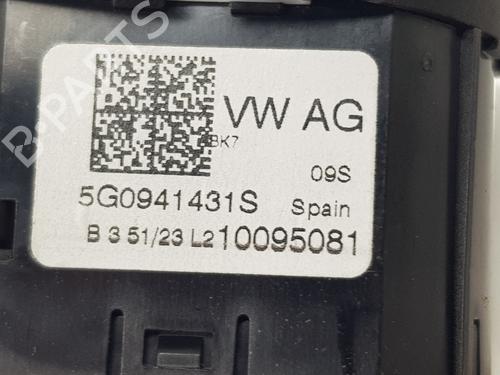 VW AG
BK7
09S
5G0941431S Spain
B 3 51/23 L210095081
B-PARTS